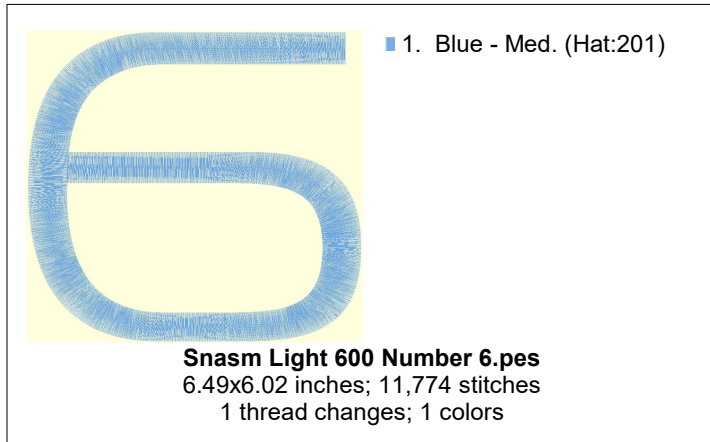 6
1. Blue - Med. (Hat:201)
Snasm Light 600 Number 6.pes
6.49x6.02 inches; 11,774 stitches
1 thread changes; 1 colors